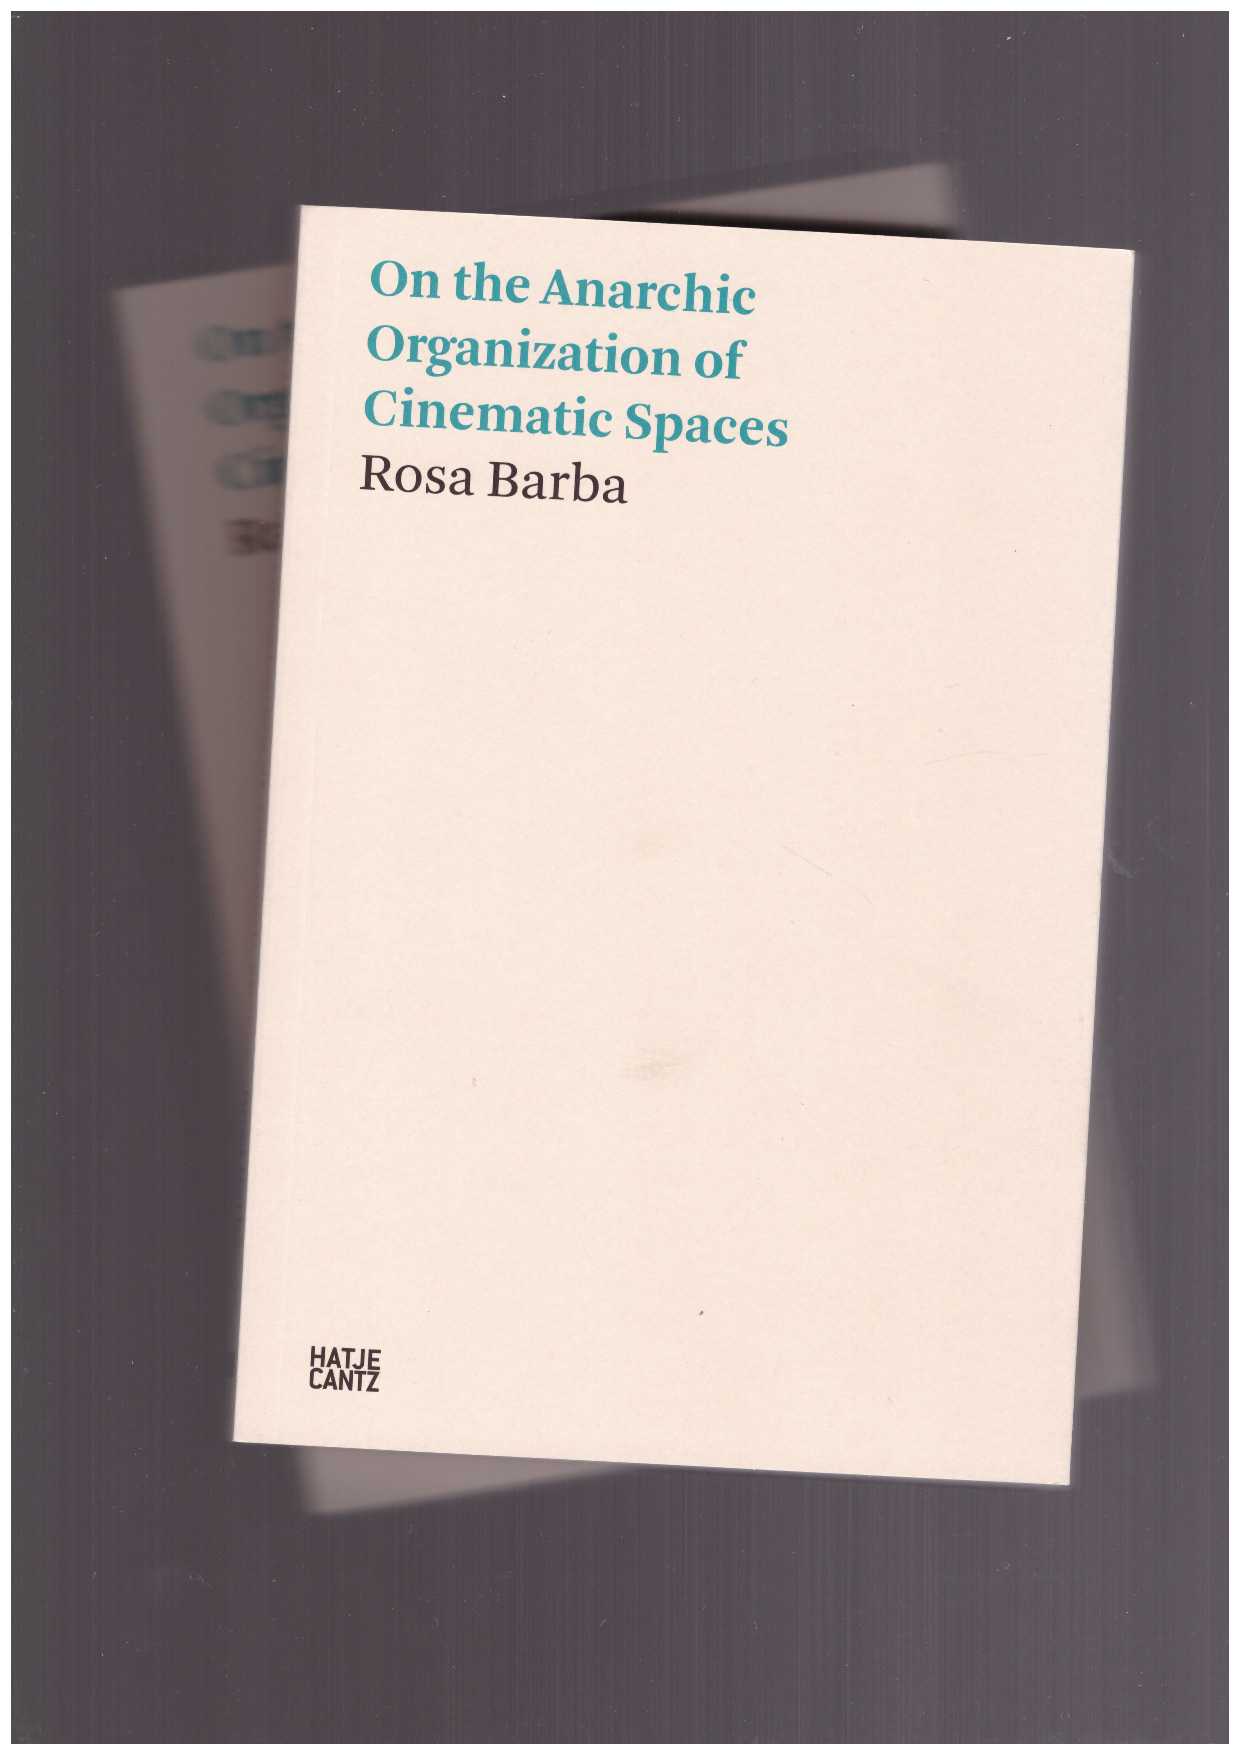 On the Anarchic
Organization of
Cinematic Spaces
Rosa Barba
HATJE
CANTZ